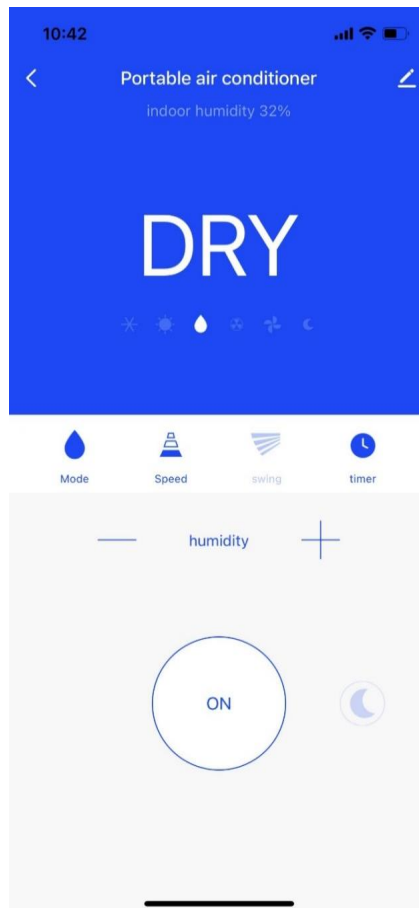 10:42
Portable air conditioner
indoor humidity 32%
DRY
Mode Speed swing timer
humidity
ON